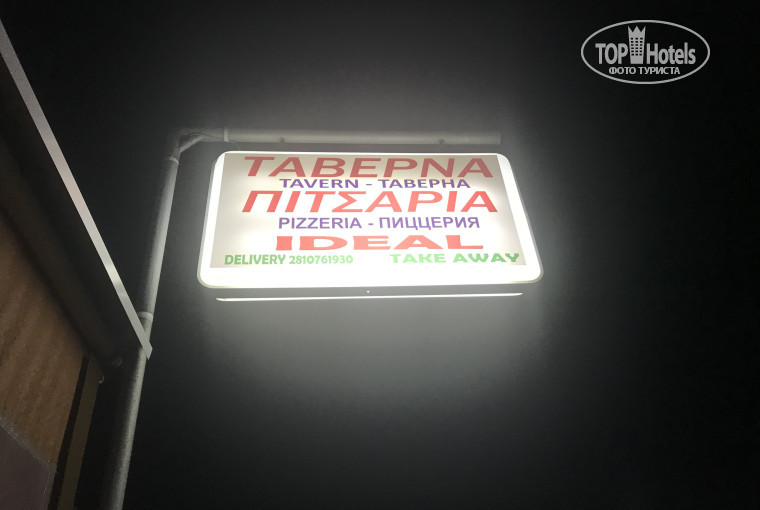 TOP Hotels
ФОТО ТУРИСТА
ΤΑΒΕΡΝΑ
TAVERN - ТАВЕРНА
ΠΙΤΣΑΡΙΑ
PIZZERIA - ПИЦЦЕРИЯ
IDEAL
DELIVERY 2810761930 TAKE AWAY